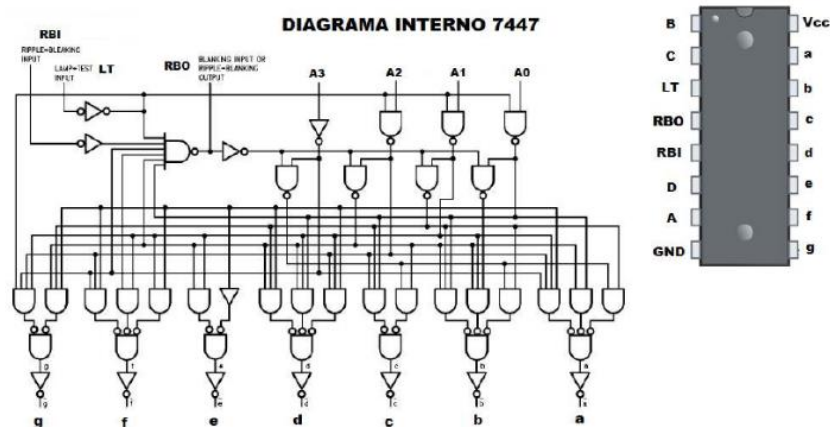 DIAGRAMA INTERNO 7447
RBI
RIPPLE-BLEAKING
INPUT
LAMP-TEST
INPUT
LT
RBO
BLANKING INPUT OR
RIPPLE-BLANKING
OUTPUT
A3
A2
A1
A0
g
f
e
d
c
b
a
g
f
e
d
c
b
a
g f e d c b a
B
C
LT
RBO
RBI
D
A
GND
Vcc
a
b
c
d
e
f
g